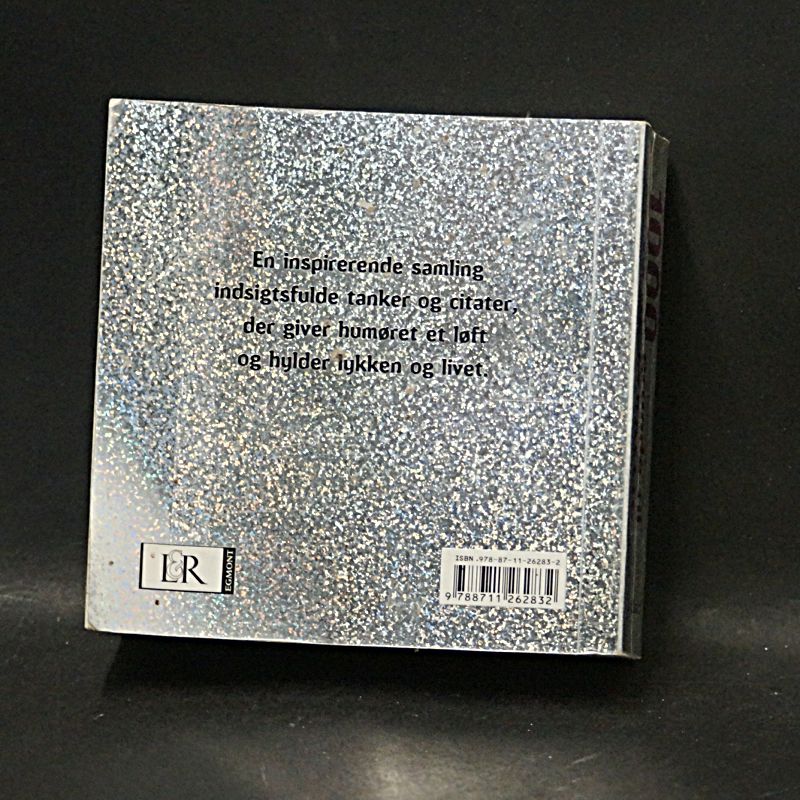 En inspirerende samling
indsigtsfulde tanker og citater,
der giver humøret et løft
og hylder lykken og livet.
L&R
EGMONT
ISBN 978-87-11-26283-2
9 788711 262832
1000